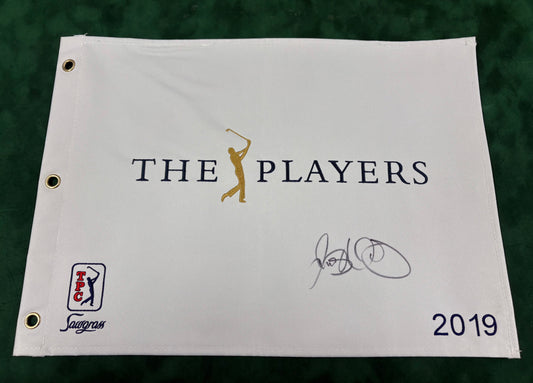 THE PLAYERS
TPC
Sawgrass
2019